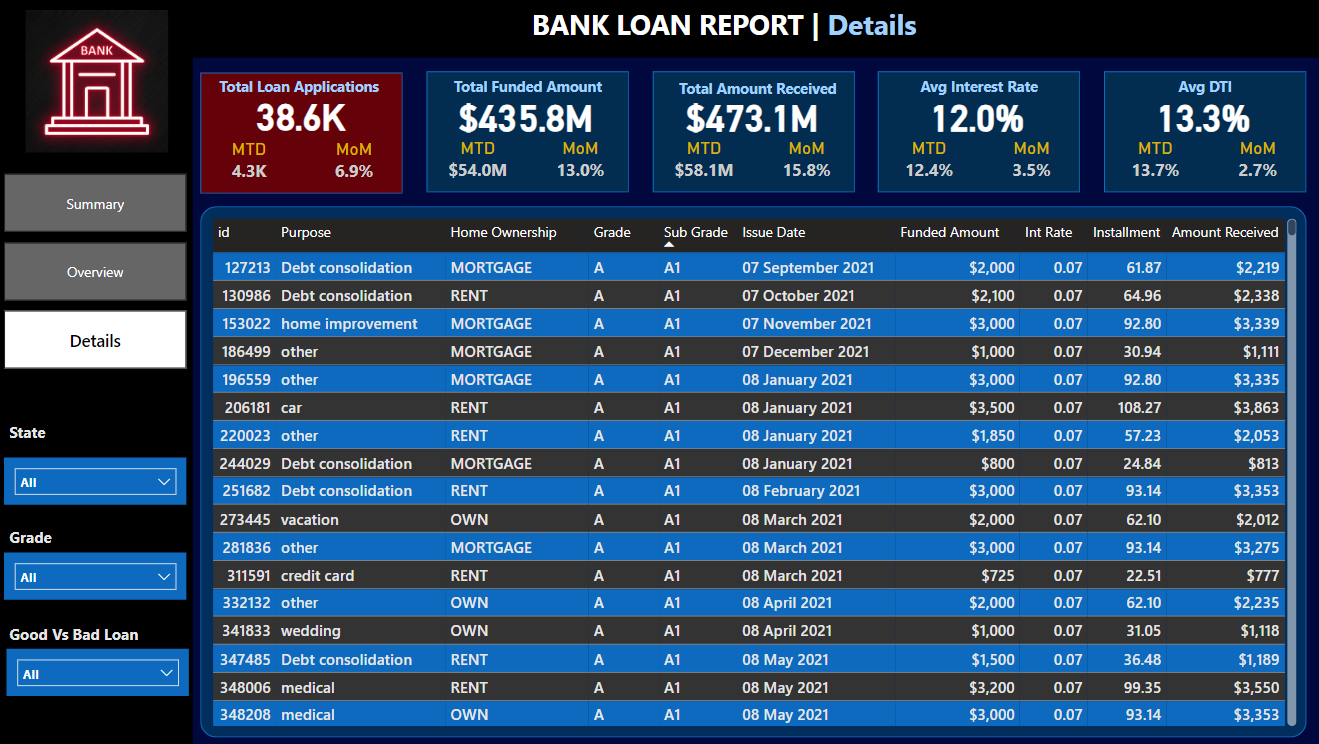 BANK LOAN REPORT | Details
BANK
Total Loan Applications
38.6K
MTD MoM
4.3K 6.9%
Total Funded Amount
$435.8M
MTD MoM
$54.0M 13.0%
Total Amount Received
$473.1M
MTD MoM
$58.1M 15.8%
Avg Interest Rate
12.0%
MTD MoM
12.4% 3.5%
Avg DTI
13.3%
MTD MoM
13.7% 2.7%
Summary
Overview
Details
State
All
Grade
All
Good Vs Bad Loan
All
id Purpose Home Ownership Grade Sub Grade Issue Date Funded Amount Int Rate Installment Amount Received
127213 Debt consolidation MORTGAGE A A1 07 September 2021 $2,000 0.07 61.87 $2,219
130986 Debt consolidation RENT A A1 07 October 2021 $2,100 0.07 64.96 $2,338
153022 home improvement MORTGAGE A A1 07 November 2021 $3,000 0.07 92.80 $3,339
186499 other MORTGAGE A A1 07 December 2021 $1,000 0.07 30.94 $1,111
196559 other MORTGAGE A A1 08 January 2021 $3,000 0.07 92.80 $3,335
206181 car RENT A A1 08 January 2021 $3,500 0.07 108.27 $3,863
220023 other RENT A A1 08 January 2021 $1,850 0.07 57.23 $2,053
244029 Debt consolidation MORTGAGE A A1 08 January 2021 $800 0.07 24.84 $813
251682 Debt consolidation RENT A A1 08 February 2021 $3,000 0.07 93.14 $3,353
273445 vacation OWN A A1 08 March 2021 $2,000 0.07 62.10 $2,012
281836 other MORTGAGE A A1 08 March 2021 $3,000 0.07 93.14 $3,275
311591 credit card RENT A A1 08 March 2021 $725 0.07 22.51 $777
332132 other OWN A A1 08 April 2021 $2,000 0.07 62.10 $2,235
341833 wedding OWN A A1 08 April 2021 $1,000 0.07 31.05 $1,118
347485 Debt consolidation RENT A A1 08 May 2021 $1,500 0.07 36.48 $1,189
348006 medical RENT A A1 08 May 2021 $3,200 0.07 99.35 $3,550
348208 medical OWN A A1 08 May 2021 $3,000 0.07 93.14 $3,353